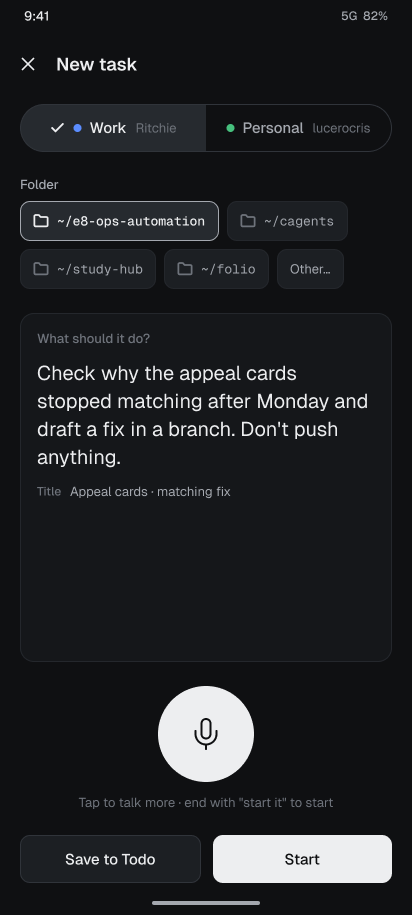 9:41
5G 82%
New task
Work Ritchie
Personal lucerocris
Folder
~/e8-ops-automation
~/cagents
~/study-hub
~/folio
Other…
What should it do?
Check why the appeal cards
stopped matching after Monday and
draft a fix in a branch. Don't push
anything.
Title Appeal cards · matching fix
Tap to talk more · end with "start it" to start
Save to Todo
Start